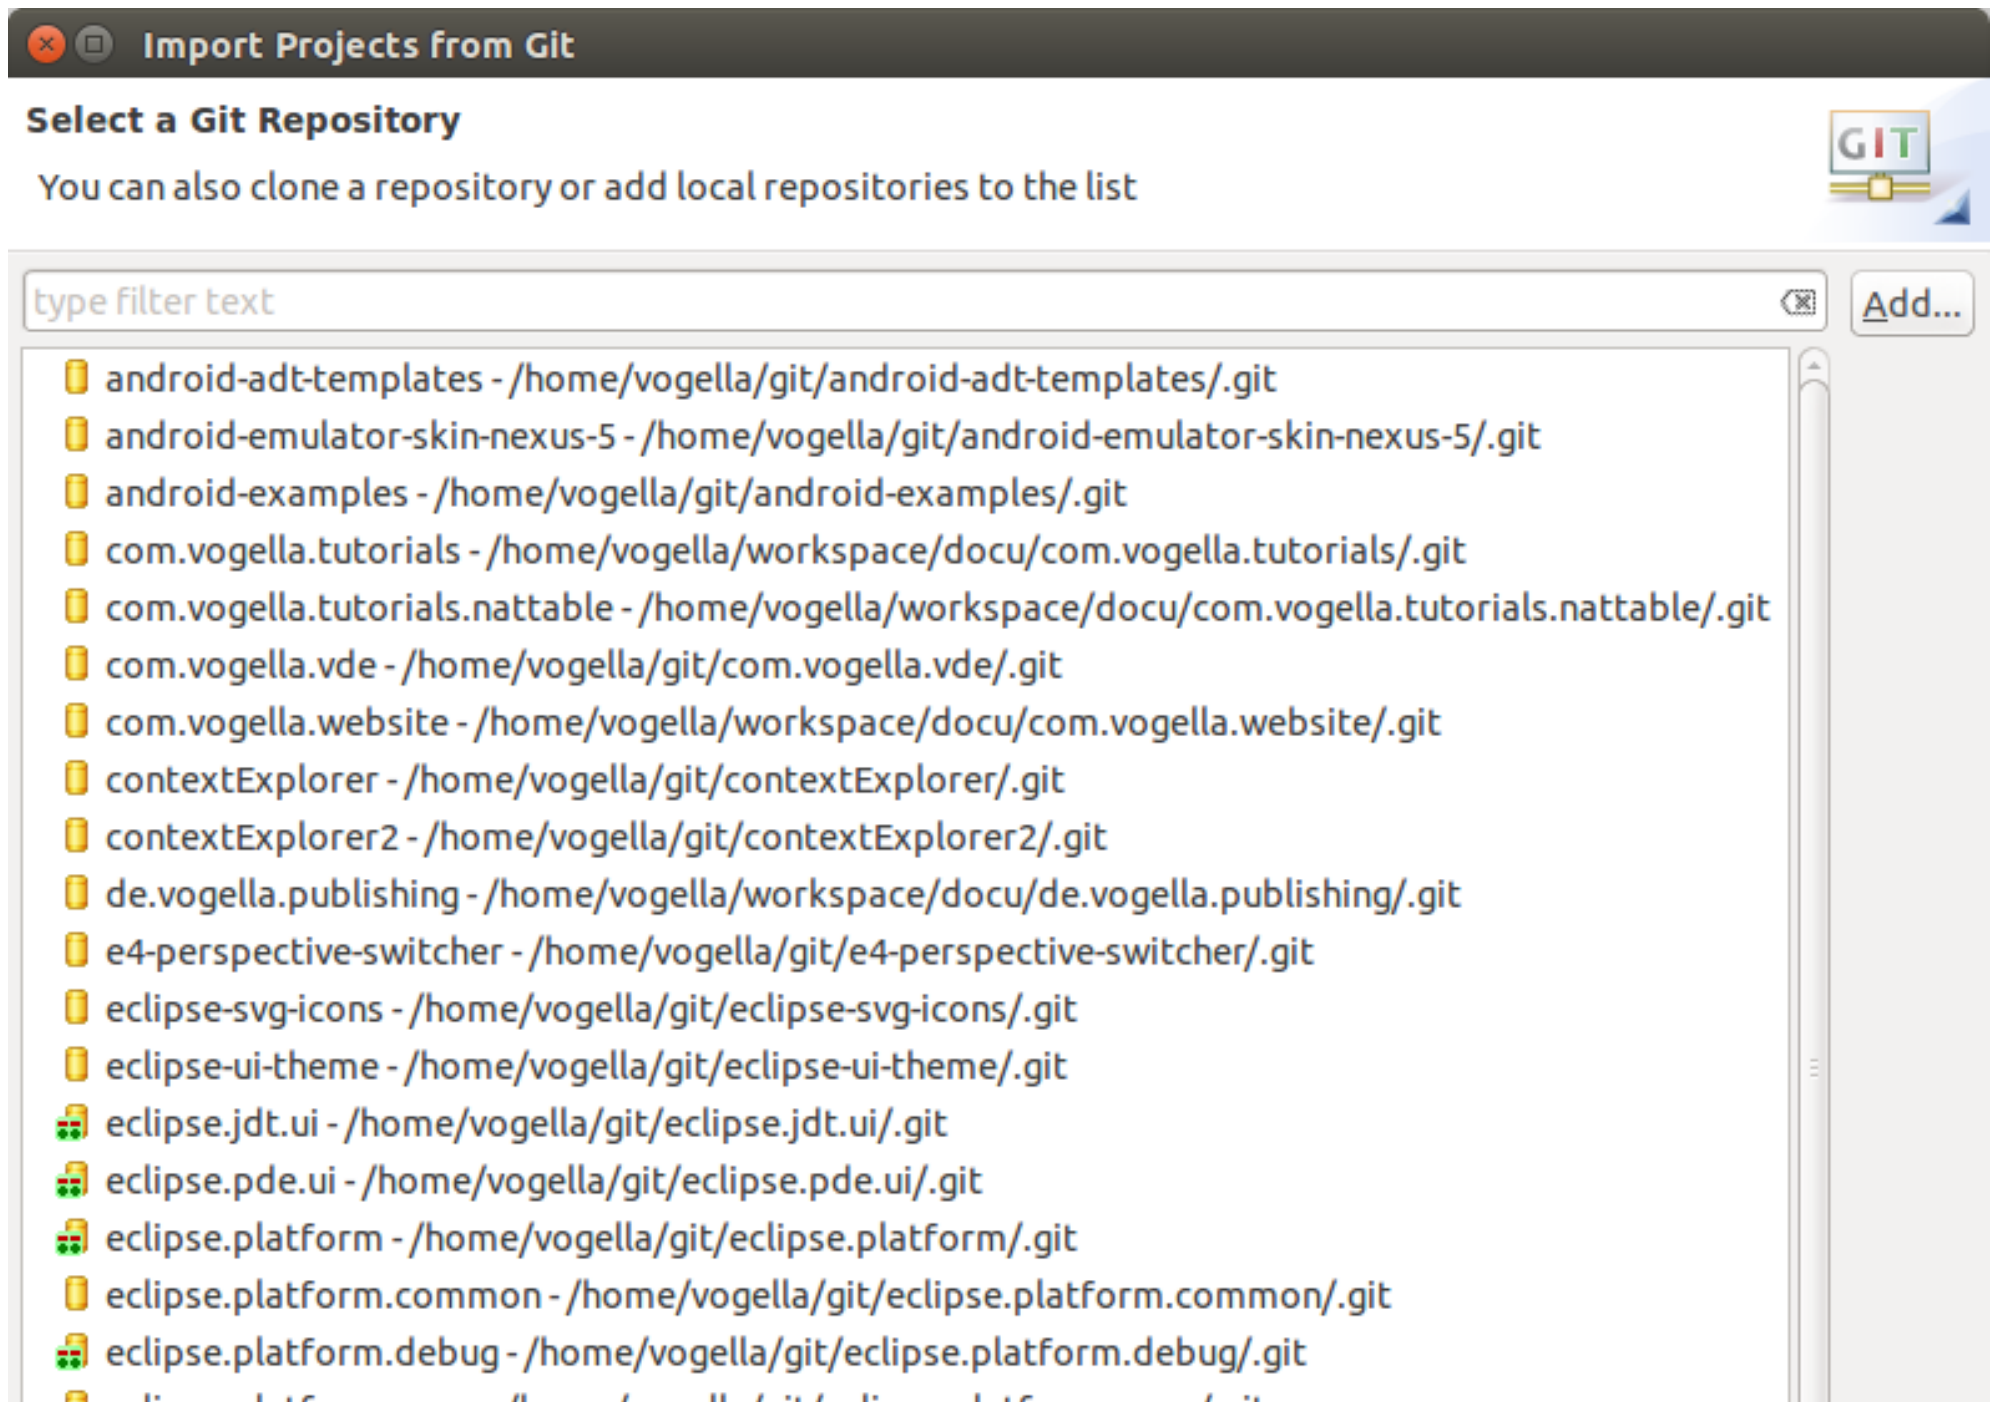 Import Projects from Git
Select a Git Repository
You can also clone a repository or add local repositories to the list
GIT
type filter text
Add...
android-adt-templates - /home/vogella/git/android-adt-templates/.git
android-emulator-skin-nexus-5 - /home/vogella/git/android-emulator-skin-nexus-5/.git
android-examples - /home/vogella/git/android-examples/.git
com.vogella.tutorials - /home/vogella/workspace/docu/com.vogella.tutorials/.git
com.vogella.tutorials.nattable - /home/vogella/workspace/docu/com.vogella.tutorials.nattable/.git
com.vogella.vde - /home/vogella/git/com.vogella.vde/.git
com.vogella.website - /home/vogella/workspace/docu/com.vogella.website/.git
contextExplorer - /home/vogella/git/contextExplorer/.git
contextExplorer2 - /home/vogella/git/contextExplorer2/.git
de.vogella.publishing - /home/vogella/workspace/docu/de.vogella.publishing/.git
e4-perspective-switcher - /home/vogella/git/e4-perspective-switcher/.git
eclipse-svg-icons - /home/vogella/git/eclipse-svg-icons/.git
eclipse-ui-theme - /home/vogella/git/eclipse-ui-theme/.git
eclipse.jdt.ui - /home/vogella/git/eclipse.jdt.ui/.git
eclipse.pde.ui - /home/vogella/git/eclipse.pde.ui/.git
eclipse.platform - /home/vogella/git/eclipse.platform/.git
eclipse.platform.common - /home/vogella/git/eclipse.platform.common/.git
eclipse.platform.debug - /home/vogella/git/eclipse.platform.debug/.git